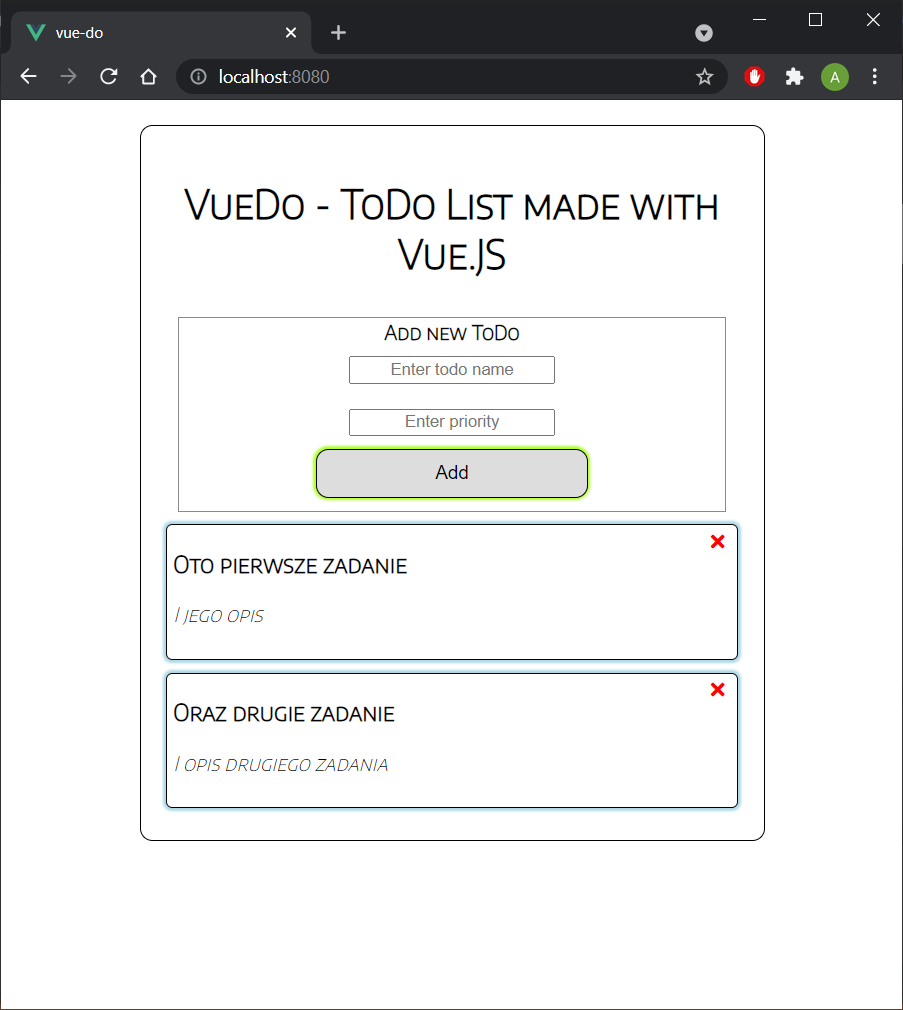 vue-do
localhost:8080
A
VueDo - ToDo List made with
Vue.JS
Add new ToDo
Enter todo name
Enter priority
Add
Oto pierwsze zadanie
I jego opis
Oraz drugie zadanie
I opis drugiego zadania